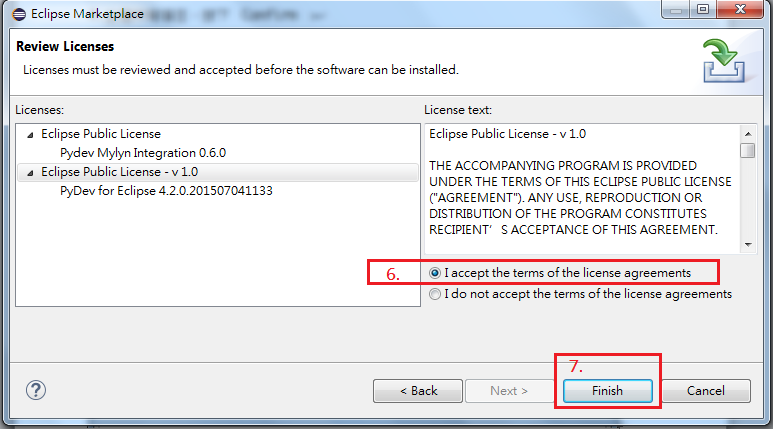 Eclipse Marketplace
Confirm
Review Licenses
Licenses must be reviewed and accepted before the software can be installed.
Licenses:
Eclipse Public License
Pydev Mylyn Integration 0.6.0
Eclipse Public License - v 1.0
PyDev for Eclipse 4.2.0.201507041133
License text:
Eclipse Public License - v 1.0
THE ACCOMPANYING PROGRAM IS PROVIDED
UNDER THE TERMS OF THIS ECLIPSE PUBLIC LICENSE
("AGREEMENT"). ANY USE, REPRODUCTION OR
DISTRIBUTION OF THE PROGRAM CONSTITUTES
RECIPIENT’S ACCEPTANCE OF THIS AGREEMENT.
6.
I accept the terms of the license agreements
I do not accept the terms of the license agreements
7.
< Back
Next >
Finish
Cancel